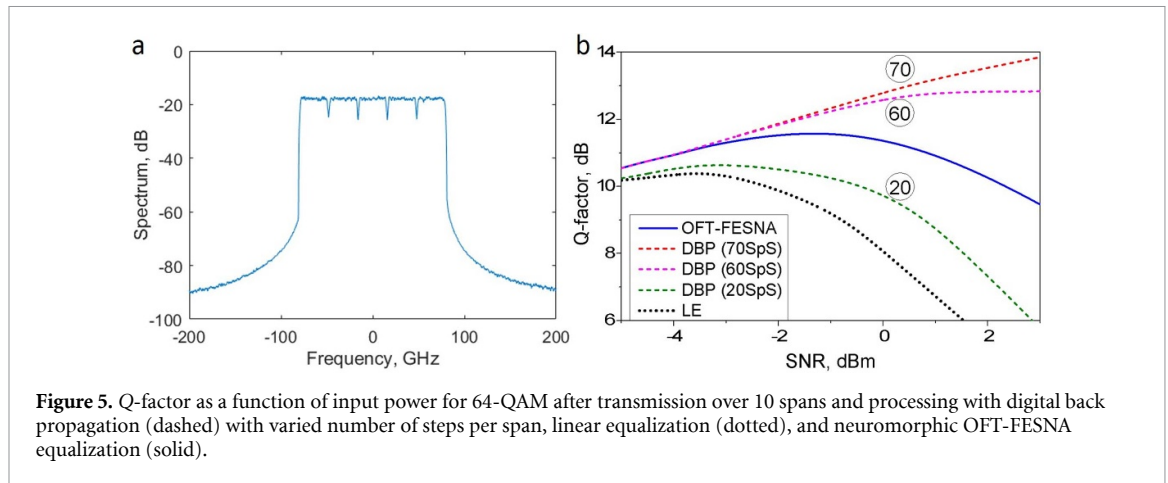 a
0
-20
-40
-60
-80
-100
Spectrum, dB
-200
-100
0
100
200
Frequency, GHz
b
14
12
10
8
6
Q-factor, dB
70
60
20
OFT-FESNA
DBP (70SpS)
DBP (60SpS)
DBP (20SpS)
LE
-4
-2
0
2
SNR, dBm
Figure 5. Q-factor as a function of input power for 64-QAM after transmission over 10 spans and processing with digital back
propagation (dashed) with varied number of steps per span, linear equalization (dotted), and neuromorphic OFT-FESNA
equalization (solid).